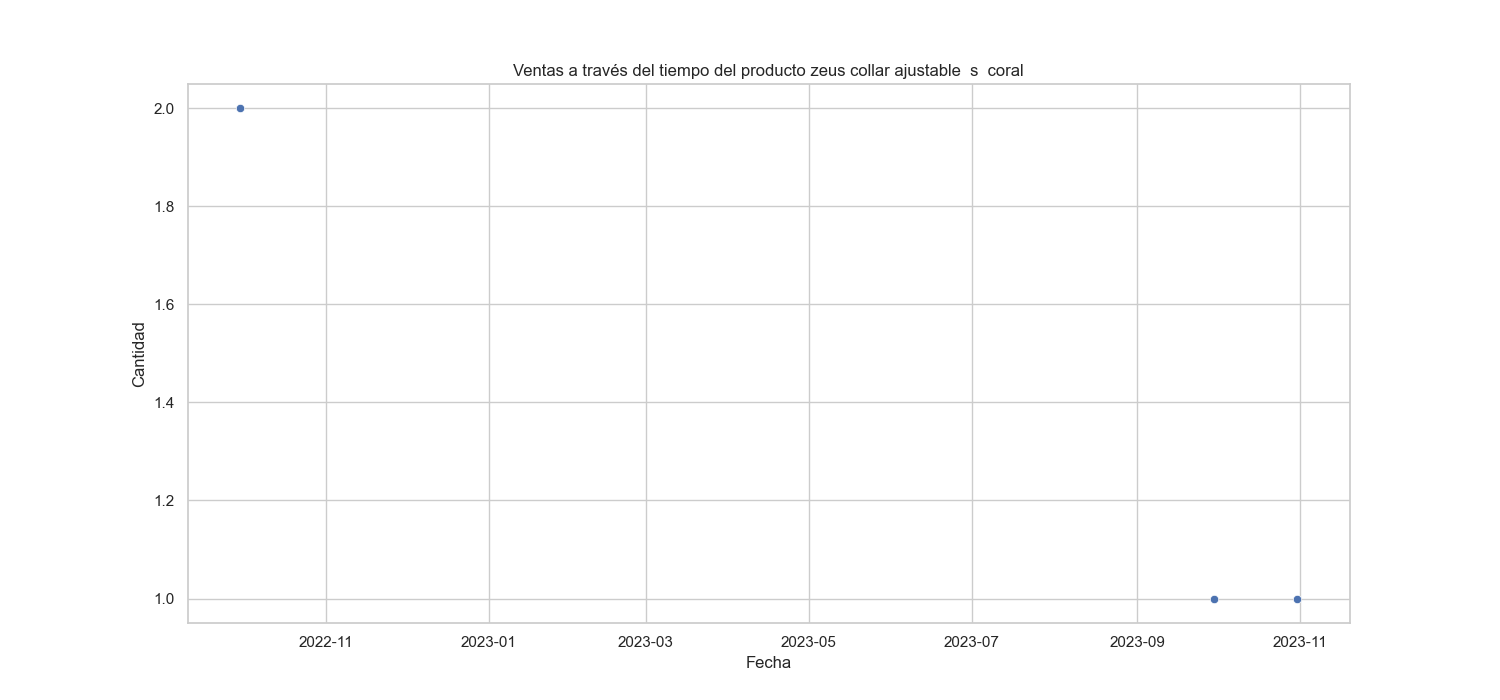 Ventas a través del tiempo del producto zeus collar ajustable  s  coral
2.0
1.8
1.6
1.4
1.2
1.0
Cantidad
2022-11 2023-01 2023-03 2023-05 2023-07 2023-09 2023-11
Fecha